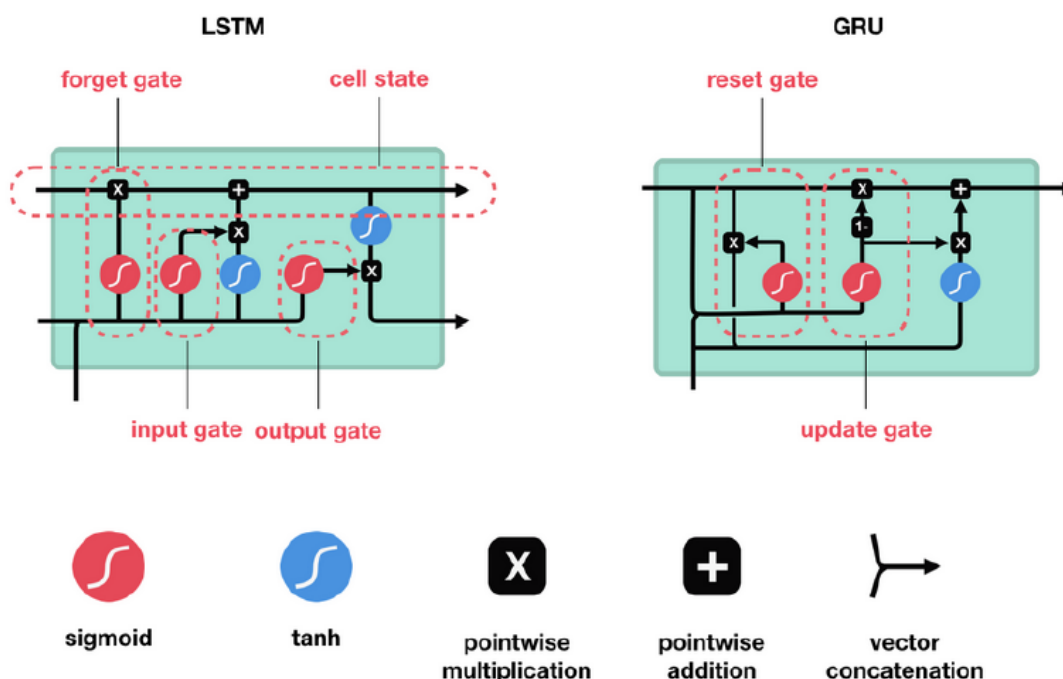 LSTM
GRU
forget gate
cell state
reset gate
X
+
X
X
X
X
+
1-
X
X
input gate
output gate
update gate
X
+
sigmoid
tanh
pointwise
multiplication
pointwise
addition
vector
concatenation